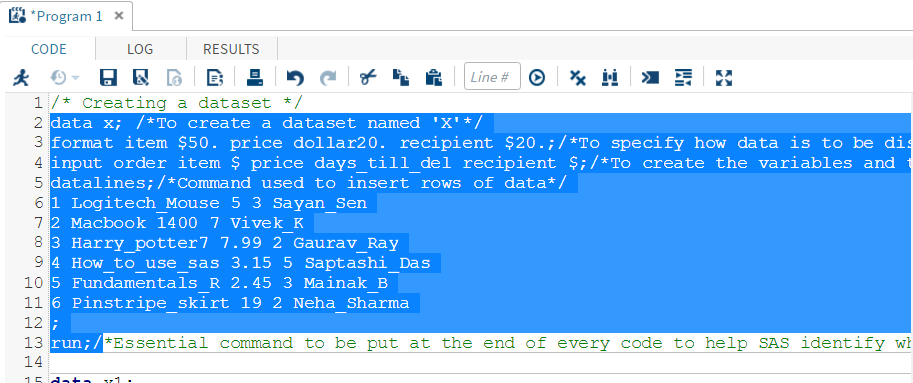 *Program 1 ×
CODE LOG RESULTS
Line #
1 /* Creating a dataset */
2 data x; /*To create a dataset named 'X'*/
3 format item $50. price dollar20. recipient $20.;/*To specify how data is to be dis
4 input order item $ price days_till_del recipient $;/*To create the variables and t
5 datalines;/*Command used to insert rows of data*/
6 1 Logitech_Mouse 5 3 Sayan_Sen
7 2 Macbook 1400 7 Vivek_K
8 3 Harry_potter7 7.99 2 Gaurav_Ray
9 4 How_to_use_sas 3.15 5 Saptashi_Das
10 5 Fundamentals_R 2.45 3 Mainak_B
11 6 Pinstripe_skirt 19 2 Neha_Sharma
12 ;
13 run;/*Essential command to be put at the end of every code to help SAS identify wh
14
15 data x1;